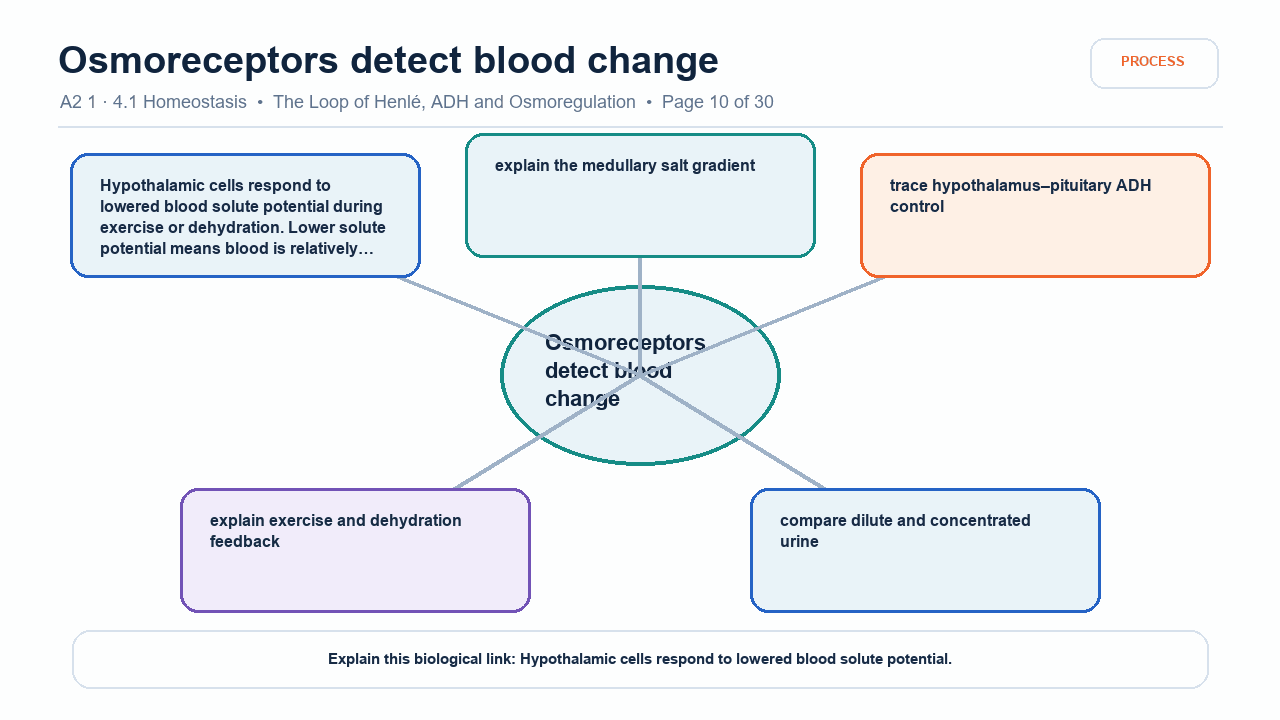 Osmoreceptors detect blood change
PROCESS
A2 1 · 4.1 Homeostasis • The Loop of Henlé, ADH and Osmoregulation • Page 10 of 30
Hypothalamic cells respond to
lowered blood solute potential during
exercise or dehydration. Lower solute
potential means blood is relatively…
explain the medullary salt gradient
trace hypothalamus–pituitary ADH
control
Osmoreceptors
detect blood
change
explain exercise and dehydration
feedback
compare dilute and concentrated
urine
Explain this biological link: Hypothalamic cells respond to lowered blood solute potential.